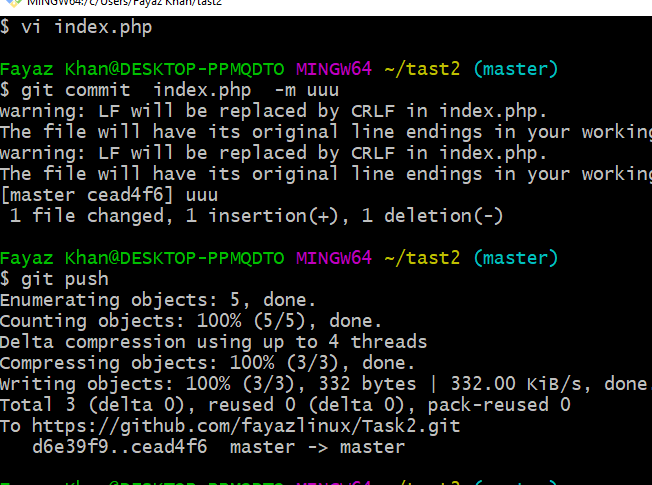 MINGW64:/c/Users/Fayaz Khan/tast2
$ vi index.php
Fayaz Khan@DESKTOP-PPMQDTO MINGW64 ~/tast2 (master)
$ git commit  index.php  -m uuu
warning: LF will be replaced by CRLF in index.php.
The file will have its original line endings in your working
warning: LF will be replaced by CRLF in index.php.
The file will have its original line endings in your working
[master cead4f6] uuu
 1 file changed, 1 insertion(+), 1 deletion(-)
Fayaz Khan@DESKTOP-PPMQDTO MINGW64 ~/tast2 (master)
$ git push
Enumerating objects: 5, done.
Counting objects: 100% (5/5), done.
Delta compression using up to 4 threads
Compressing objects: 100% (3/3), done.
Writing objects: 100% (3/3), 332 bytes | 332.00 KiB/s, done.
Total 3 (delta 0), reused 0 (delta 0), pack-reused 0
To https://github.com/fayazlinux/Task2.git
   d6e39f9..cead4f6  master -> master